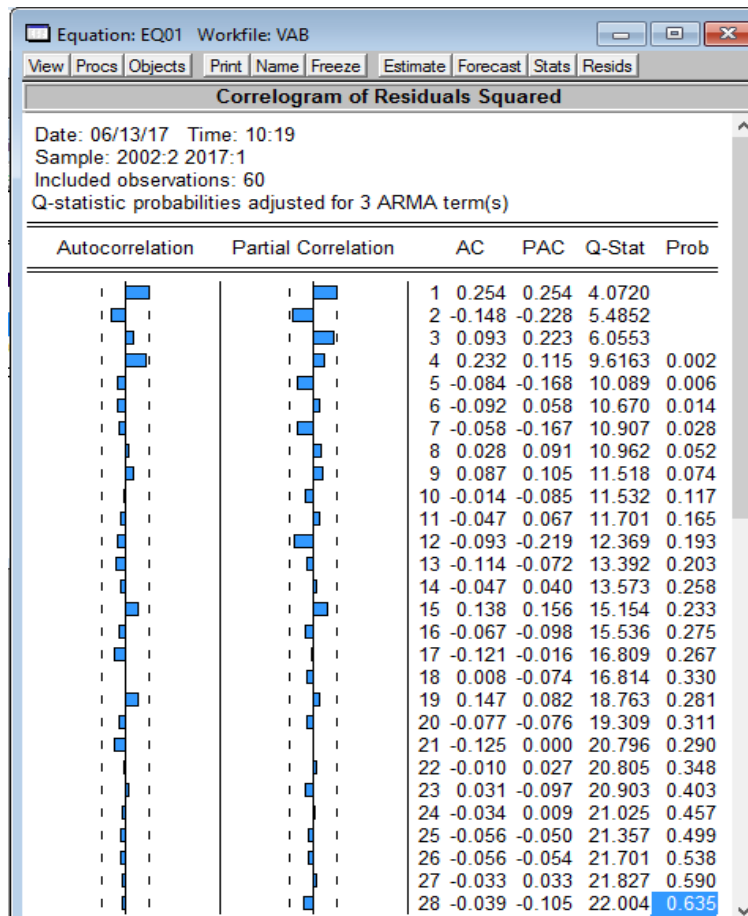 Equation: EQ01 Workfile: VAB
View Procs Objects Print Name Freeze Estimate Forecast Stats Resids
Correlogram of Residuals Squared
Date: 06/13/17 Time: 10:19
Sample: 2002:2 2017:1
Included observations: 60
Q-statistic probabilities adjusted for 3 ARMA term(s)
Autocorrelation Partial Correlation AC PAC Q-Stat Prob
1 0.254 0.254 4.0720
2 -0.148 -0.228 5.4852
3 0.093 0.223 6.0553
4 0.232 0.115 9.6163 0.002
5 -0.084 -0.168 10.089 0.006
6 -0.092 0.058 10.670 0.014
7 -0.058 -0.167 10.907 0.028
8 0.028 0.091 10.962 0.052
9 0.087 0.105 11.518 0.074
10 -0.014 -0.085 11.532 0.117
11 -0.047 0.067 11.701 0.165
12 -0.093 -0.219 12.369 0.193
13 -0.114 -0.072 13.392 0.203
14 -0.047 0.040 13.573 0.258
15 0.138 0.156 15.154 0.233
16 -0.067 -0.098 15.536 0.275
17 -0.121 -0.016 16.809 0.267
18 0.008 -0.074 16.814 0.330
19 0.147 0.082 18.763 0.281
20 -0.077 -0.076 19.309 0.311
21 -0.125 0.000 20.796 0.290
22 -0.010 0.027 20.805 0.348
23 0.031 -0.097 20.903 0.403
24 -0.034 0.009 21.025 0.457
25 -0.056 -0.050 21.357 0.499
26 -0.056 -0.054 21.701 0.538
27 -0.033 0.033 21.827 0.590
28 -0.039 -0.105 22.004 0.635